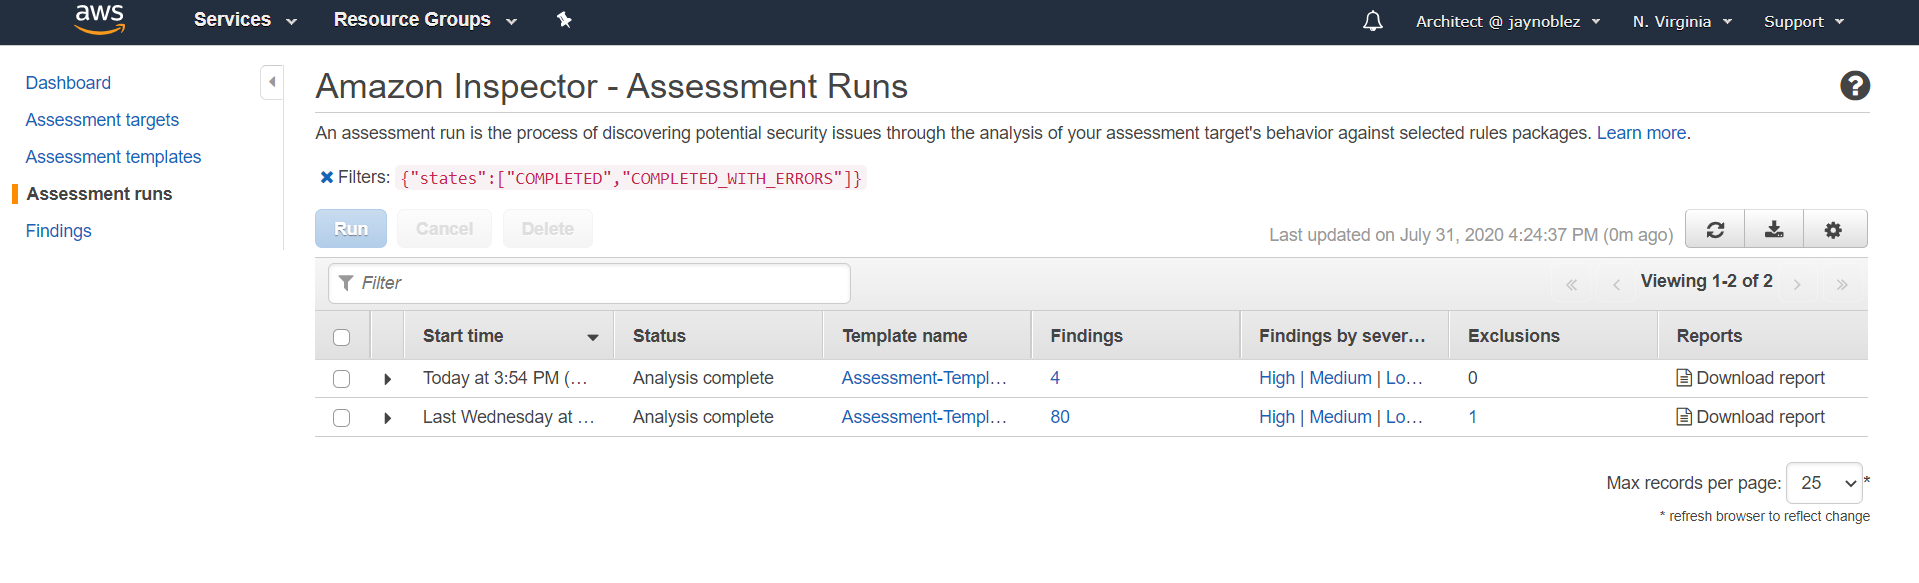 aws Services Resource Groups Architect @ jaynoblez N. Virginia Support
Dashboard
Assessment targets
Assessment templates
Assessment runs
Findings
Amazon Inspector - Assessment Runs
An assessment run is the process of discovering potential security issues through the analysis of your assessment target's behavior against selected rules packages. Learn more.
Filters: {"states":["COMPLETED","COMPLETED_WITH_ERRORS"]}
Run Cancel Delete
Last updated on July 31, 2020 4:24:37 PM (0m ago)
Filter
« ‹ Viewing 1-2 of 2 › »
Start time Status Template name Findings Findings by sever... Exclusions Reports
Today at 3:54 PM (... Analysis complete Assessment-Templ... 4 High | Medium | Lo... 0 Download report
Last Wednesday at ... Analysis complete Assessment-Templ... 80 High | Medium | Lo... 1 Download report
Max records per page: 25 *
* refresh browser to reflect change